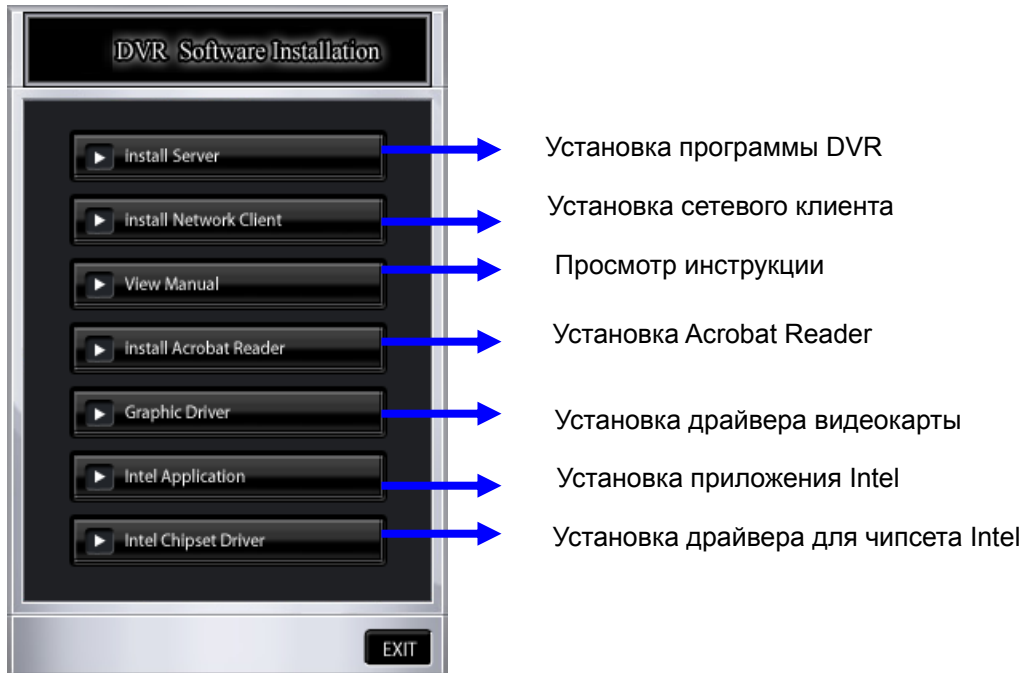 DVR Software Installation
install Server
Установка программы DVR
install Network Client
Установка сетевого клиента
View Manual
Просмотр инструкции
install Acrobat Reader
Установка Acrobat Reader
Graphic Driver
Установка драйвера видеокарты
Intel Application
Установка приложения Intel
Intel Chipset Driver
Установка драйвера для чипсета Intel
EXIT